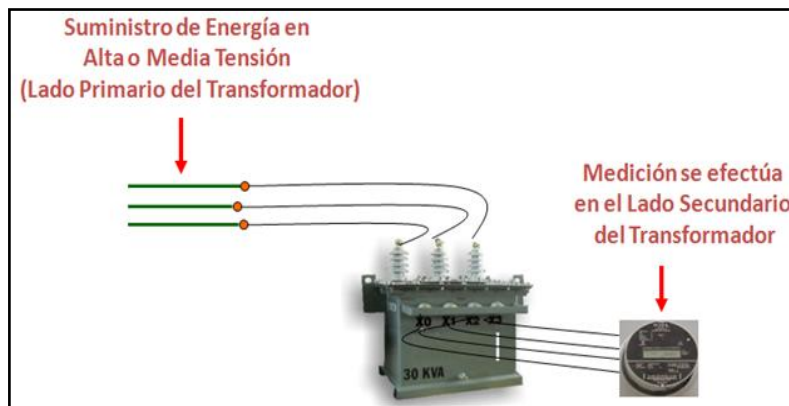 Suministro de Energía en
Alta o Media Tensión
(Lado Primario del Transformador)
Medición se efectúa
en el Lado Secundario
del Transformador
X0 X1 X2 X3
30 KVA